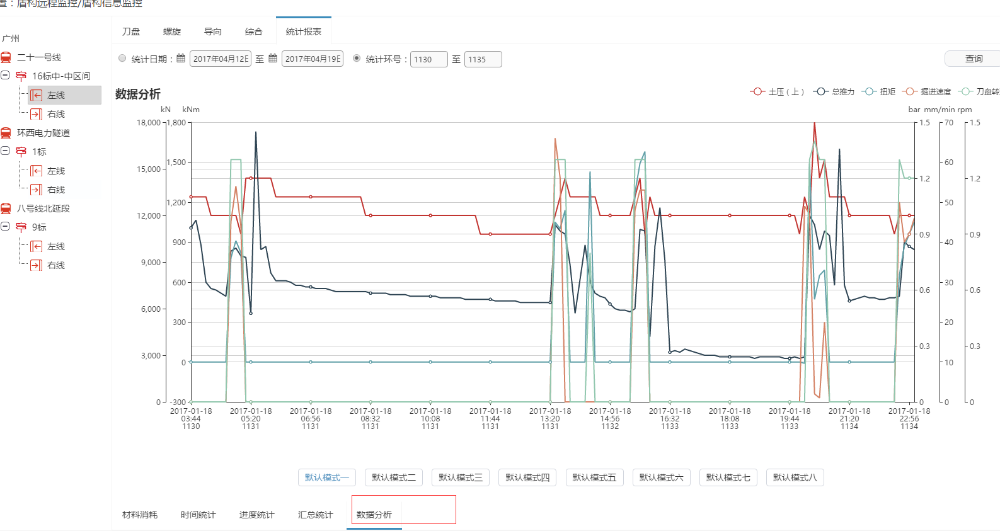 置：盾构远程监控/盾构信息监控
广州
二十一号线
16标中-中区间
左线
右线
环西电力隧道
1标
左线
右线
八号线北延段
9标
左线
右线
刀盘 螺旋 导向 综合 统计报表
统计日期： 2017年04月12日 至 2017年04月19日 统计环号： 1130 至 1135 查询
数据分析
土压（上） 总推力 扭矩 掘进速度 刀盘转
kN kNm bar mm/min rpm
18,000 1,800 1.5 70 1.5
15,000 1,500 60
1.2 1.2
12,000 1,200 50
900 0.9 40 0.9
9,000 600 30
0.6 0.6
6,000 300 20
0.3 0.3
3,000 0 10
0 -300 0 0 0
2017-01-18 2017-01-18 2017-01-18 2017-01-18 2017-01-18 2017-01-18 2017-01-18 2017-01-18 2017-01-18 2017-01-18 2017-01-18 2017-01-18 2017-01-18
03:44 05:20 06:56 08:32 10:08 11:44 13:20 14:56 16:32 18:08 19:44 21:20 22:56
1130 1131 1131 1131 1131 1131 1131 1132 1133 1133 1133 1134 1134
默认模式一 默认模式二 默认模式三 默认模式四 默认模式五 默认模式六 默认模式七 默认模式八
材料消耗 时间统计 进度统计 汇总统计 数据分析